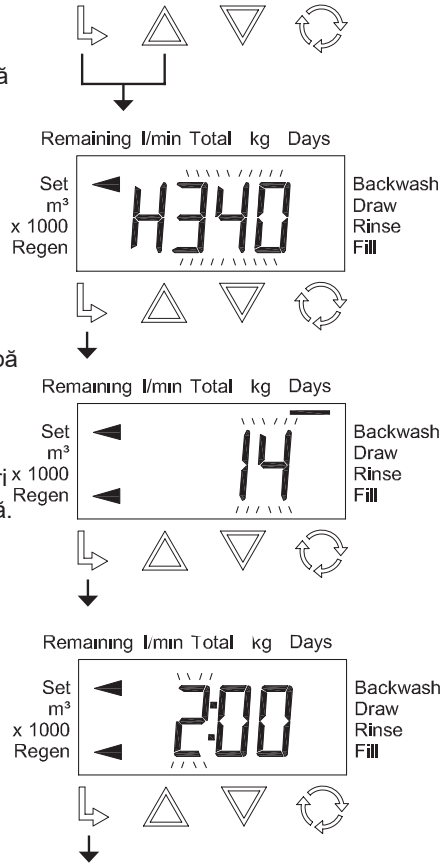 ă
Remaining l/min Total kg Days
Set
m³
x 1000
Regen
H340
Backwash
Draw
Rinse
Fill
pă
Remaining l/min Total kg Days
Set
m³
ri x 1000
Regen
ă.
14
Backwash
Draw
Rinse
Fill
Remaining l/min Total kg Days
Set
m³
x 1000
Regen
2:00
Backwash
Draw
Rinse
Fill